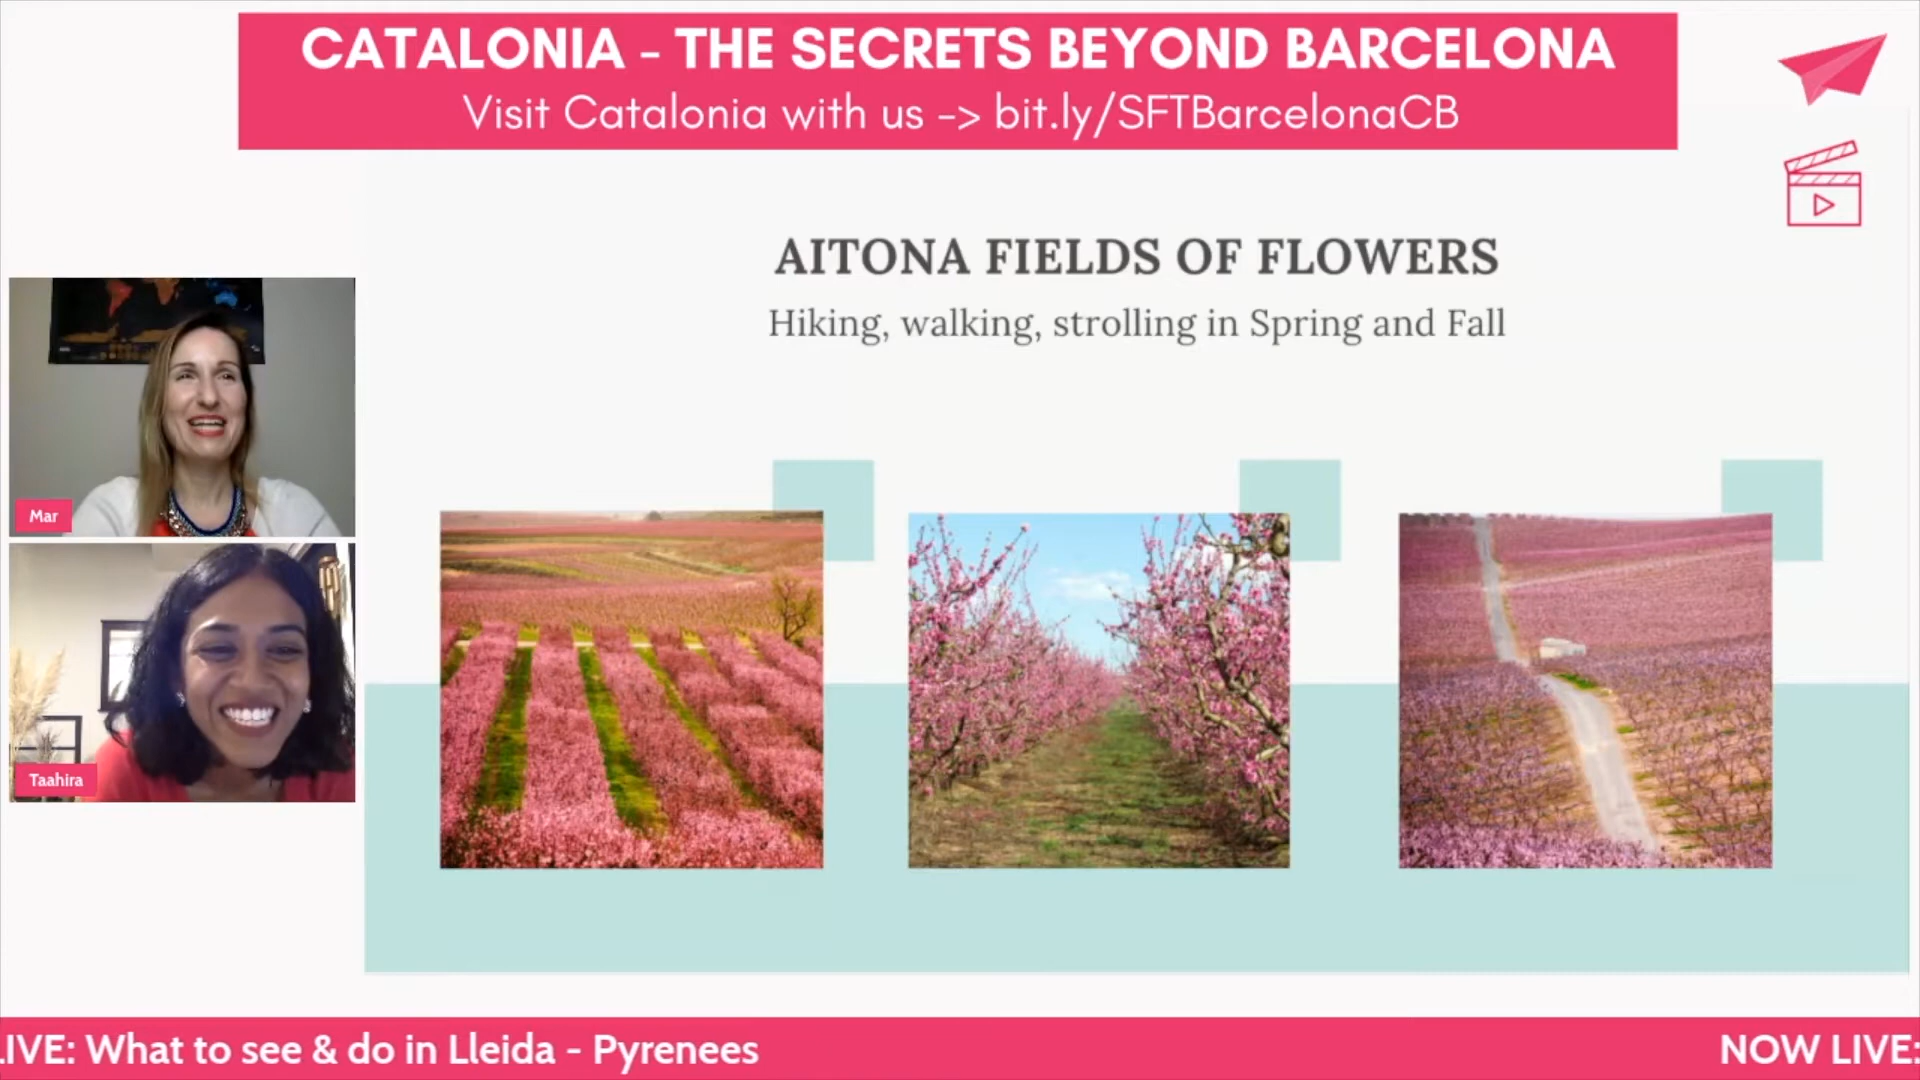 CATALONIA - THE SECRETS BEYOND BARCELONA
Visit Catalonia with us -> bit.ly/SFTBarcelonaCB
AITONA FIELDS OF FLOWERS
Hiking, walking, strolling in Spring and Fall
Mar
Taahira
LIVE: What to see & do in Lleida - Pyrenees
NOW LIVE: